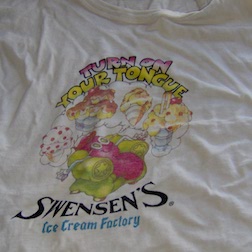 TURN ON
YOUR TONGUE
SWENSEN'S®
Ice Cream Factory